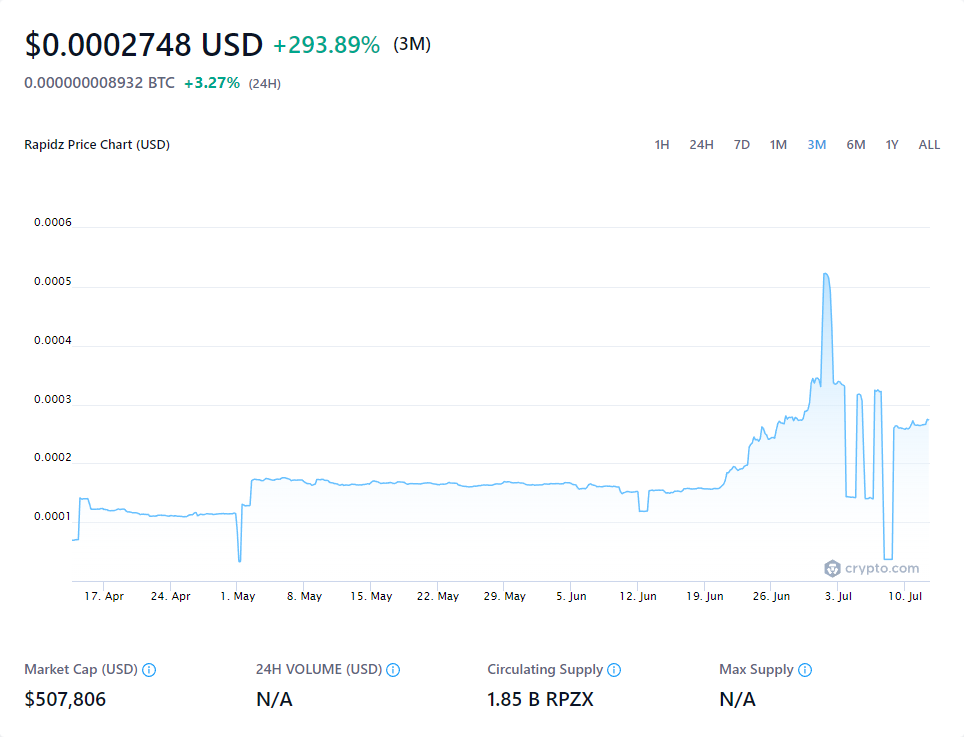 $0.0002748 USD +293.89% (3M)
0.000000008932 BTC +3.27% (24H)
Rapidz Price Chart (USD) 1H 24H 7D 1M 3M 6M 1Y ALL
0.0006
0.0005
0.0004
0.0003
0.0002
0.0001
crypto.com
17. Apr 24. Apr 1. May 8. May 15. May 22. May 29. May 5. Jun 12. Jun 19. Jun 26. Jun 3. Jul 10. Jul
Market Cap (USD) 24H VOLUME (USD) Circulating Supply Max Supply
$507,806 N/A 1.85 B RPZX N/A